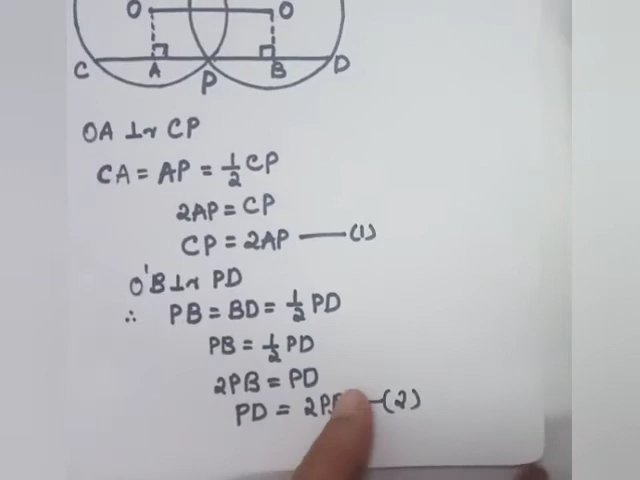 O O
C A P B D
OA ⊥r CP
CA = AP = 1/2 CP
2AP = CP
CP = 2AP —— (1)
O'B ⊥r PD
∴ PB = BD = 1/2 PD
PB = 1/2 PD
2PB = PD
PD = 2P —(2)